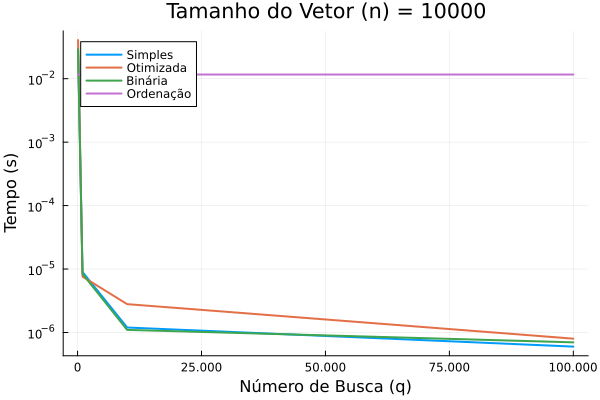 Tamanho do Vetor (n) = 10000
Simples
Otimizada
Binária
Ordenação
Tempo (s)
10⁻²
10⁻³
10⁻⁴
10⁻⁵
10⁻⁶
0 25.000 50.000 75.000 100.000
Número de Busca (q)